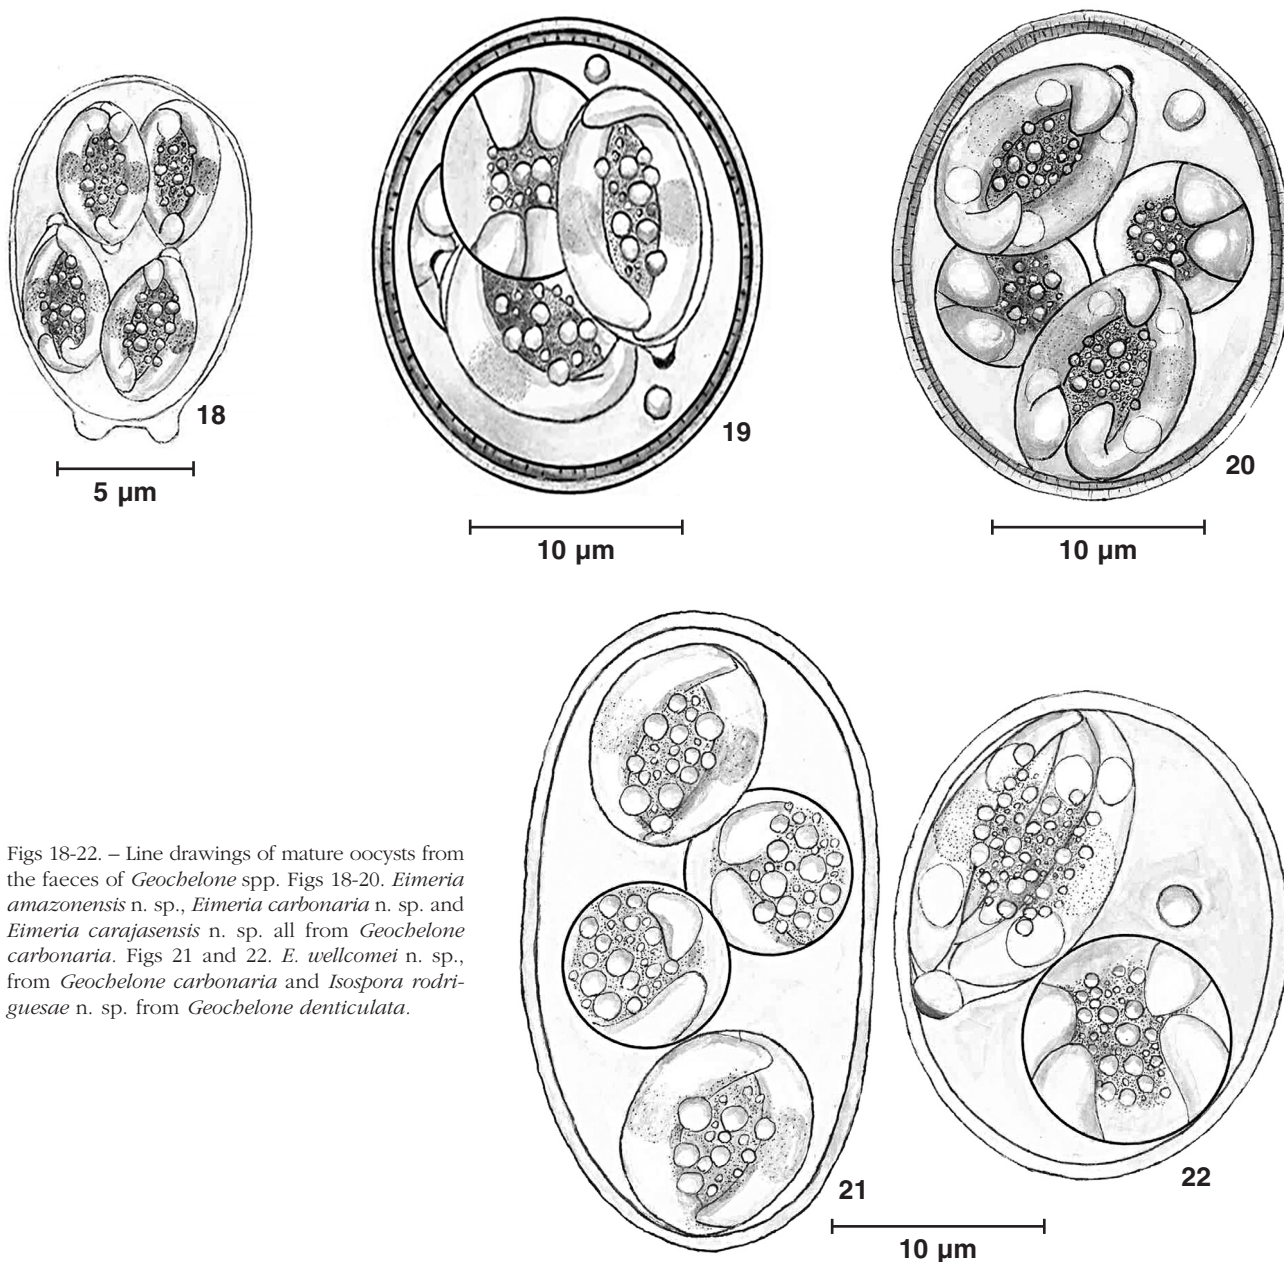 18
5 μm
19
10 μm
20
10 μm
Figs 18-22. – Line drawings of mature oocysts from
the faeces of Geochelone spp. Figs 18-20. Eimeria
amazonensis n. sp., Eimeria carbonaria n. sp. and
Eimeria carajasensis n. sp. all from Geochelone
carbonaria. Figs 21 and 22. E. wellcomei n. sp.,
from Geochelone carbonaria and Isospora rodri-
guesae n. sp. from Geochelone denticulata.
21
22
10 μm